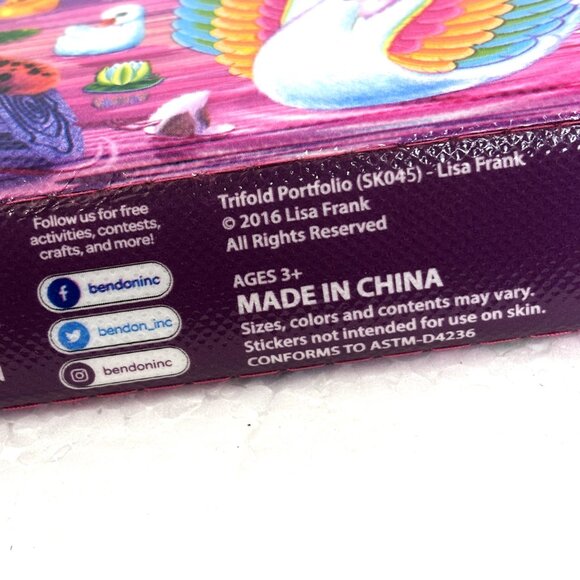 Follow us for free
activities, contests,
crafts, and more!
bendoninc
bendon_inc
bendoninc
Trifold Portfolio (SK045) - Lisa Frank
© 2016 Lisa Frank
All Rights Reserved
AGES 3+
MADE IN CHINA
Sizes, colors and contents may vary.
Stickers not intended for use on skin.
CONFORMS TO ASTM-D4236